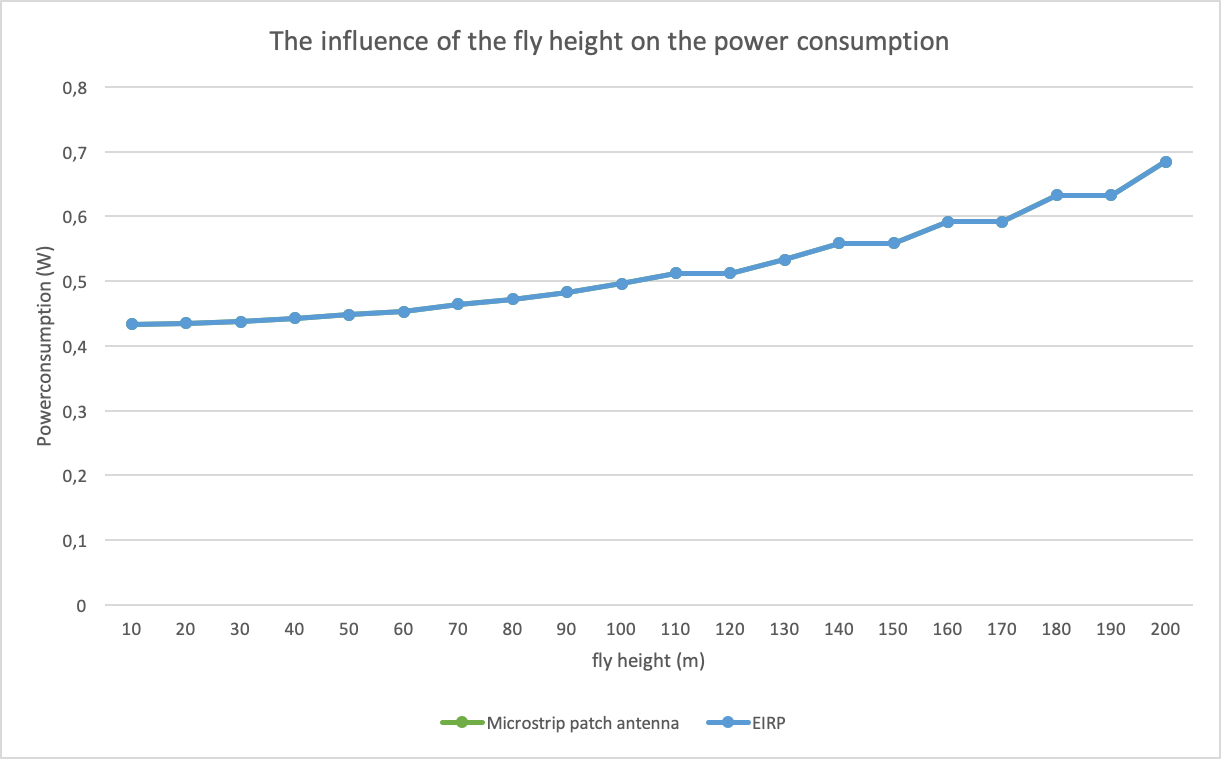 The influence of the fly height on the power consumption
0,8
0,7
0,6
0,5
0,4
0,3
0,2
0,1
0
Powerconsumption (W)
10 20 30 40 50 60 70 80 90 100 110 120 130 140 150 160 170 180 190 200
fly height (m)
Microstrip patch antenna EIRP